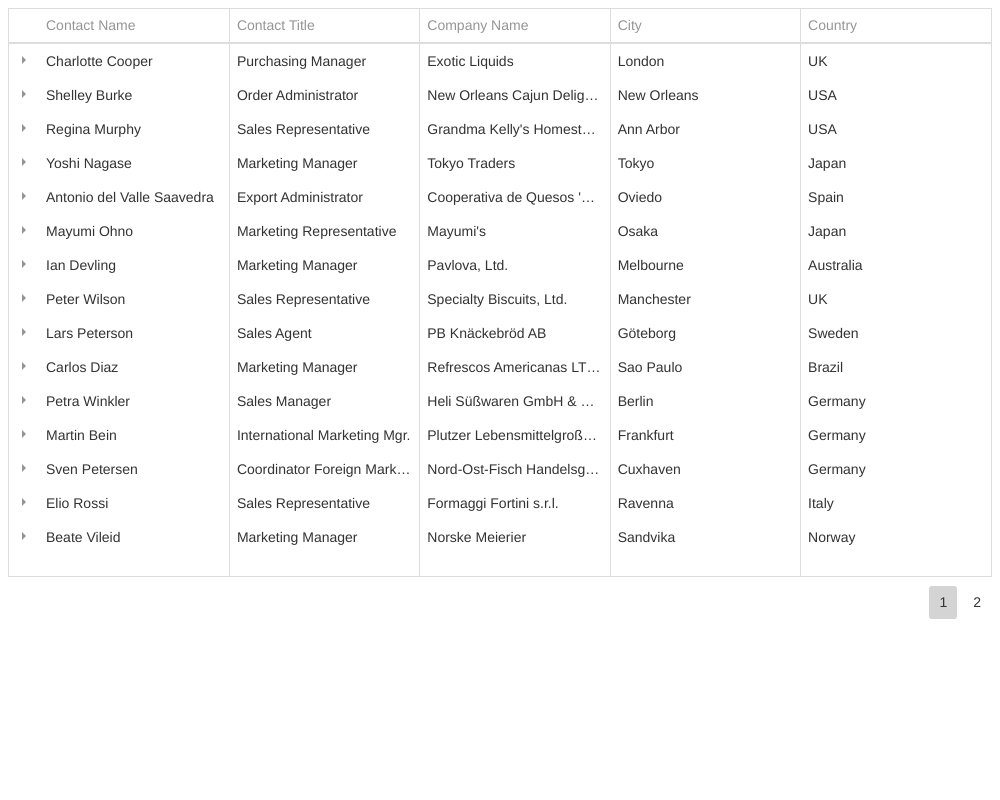 Contact Name Contact Title Company Name City Country
Charlotte Cooper Purchasing Manager Exotic Liquids London UK
Shelley Burke Order Administrator New Orleans Cajun Delig… New Orleans USA
Regina Murphy Sales Representative Grandma Kelly's Homest… Ann Arbor USA
Yoshi Nagase Marketing Manager Tokyo Traders Tokyo Japan
Antonio del Valle Saavedra Export Administrator Cooperativa de Quesos '… Oviedo Spain
Mayumi Ohno Marketing Representative Mayumi's Osaka Japan
Ian Devling Marketing Manager Pavlova, Ltd. Melbourne Australia
Peter Wilson Sales Representative Specialty Biscuits, Ltd. Manchester UK
Lars Peterson Sales Agent PB Knäckebröd AB Göteborg Sweden
Carlos Diaz Marketing Manager Refrescos Americanas LT… Sao Paulo Brazil
Petra Winkler Sales Manager Heli Süßwaren GmbH & … Berlin Germany
Martin Bein International Marketing Mgr. Plutzer Lebensmittelgroß… Frankfurt Germany
Sven Petersen Coordinator Foreign Mark… Nord-Ost-Fisch Handelsg… Cuxhaven Germany
Elio Rossi Sales Representative Formaggi Fortini s.r.l. Ravenna Italy
Beate Vileid Marketing Manager Norske Meierier Sandvika Norway
1 2